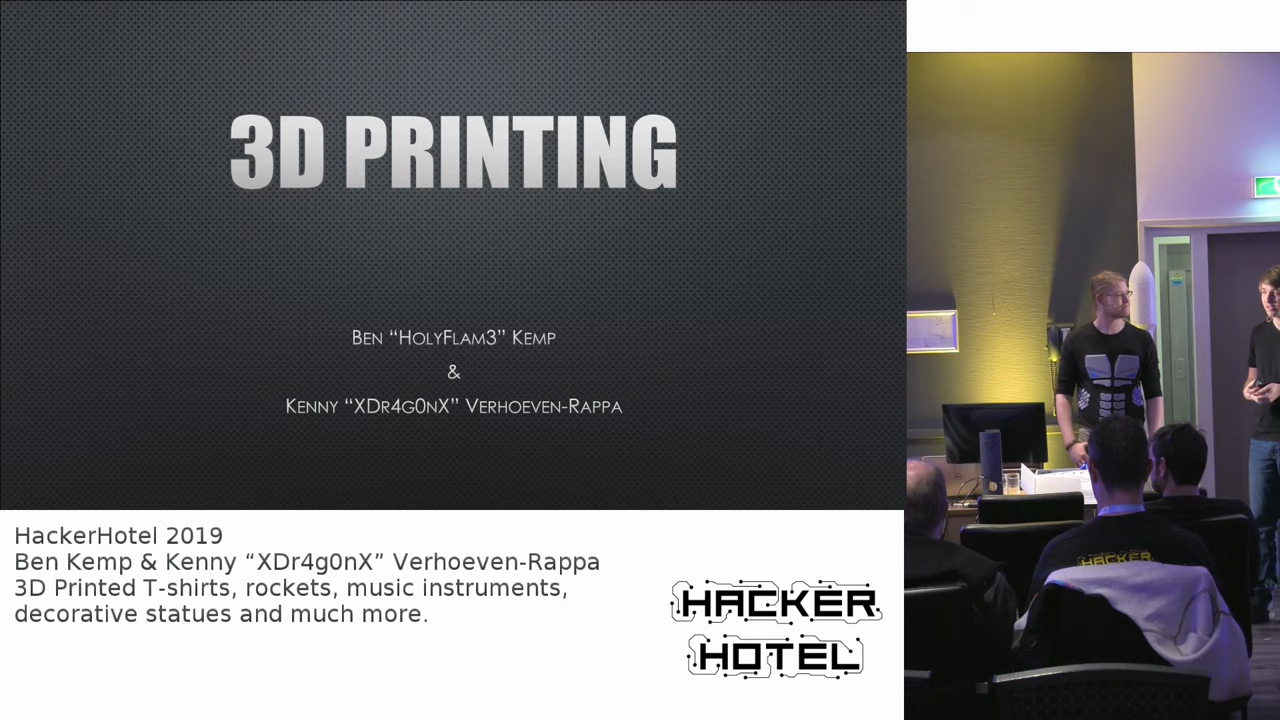 3D PRINTING
BEN “HOLYFLAM3” KEMP
&
KENNY “XDR4G0NX” VERHOEVEN-RAPPA
HackerHotel 2019
Ben Kemp & Kenny “XDr4g0nX” Verhoeven-Rappa
3D Printed T-shirts, rockets, music instruments,
decorative statues and much more.
HACKER
HOTEL
HACKER